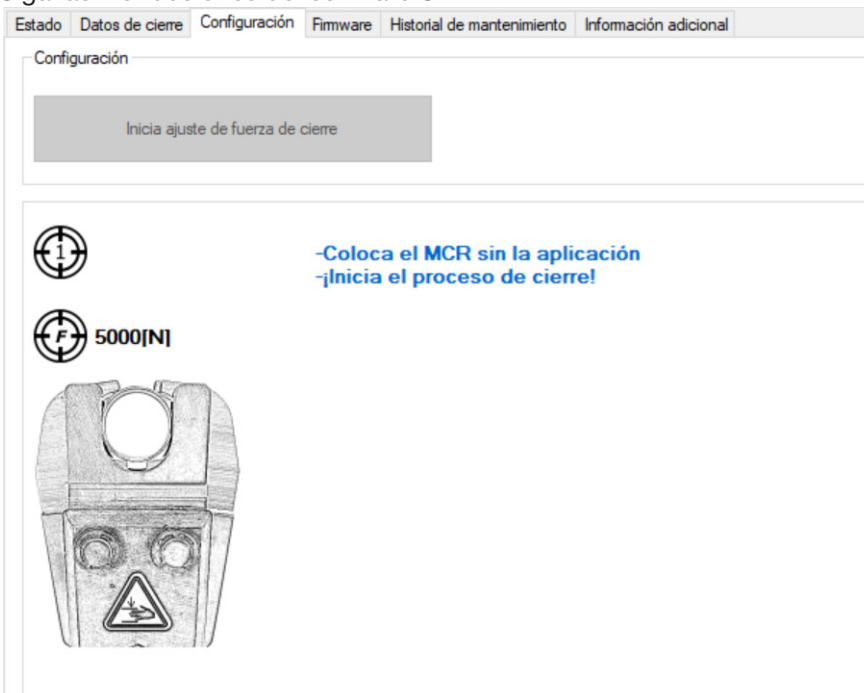 Estado Datos de cierre Configuración Firmware Historial de mantenimiento Información adicional
Configuración
Inicia ajuste de fuerza de cierre
1
-Coloca el MCR sin la aplicación
-¡Inicia el proceso de cierre!
F 5000[N]